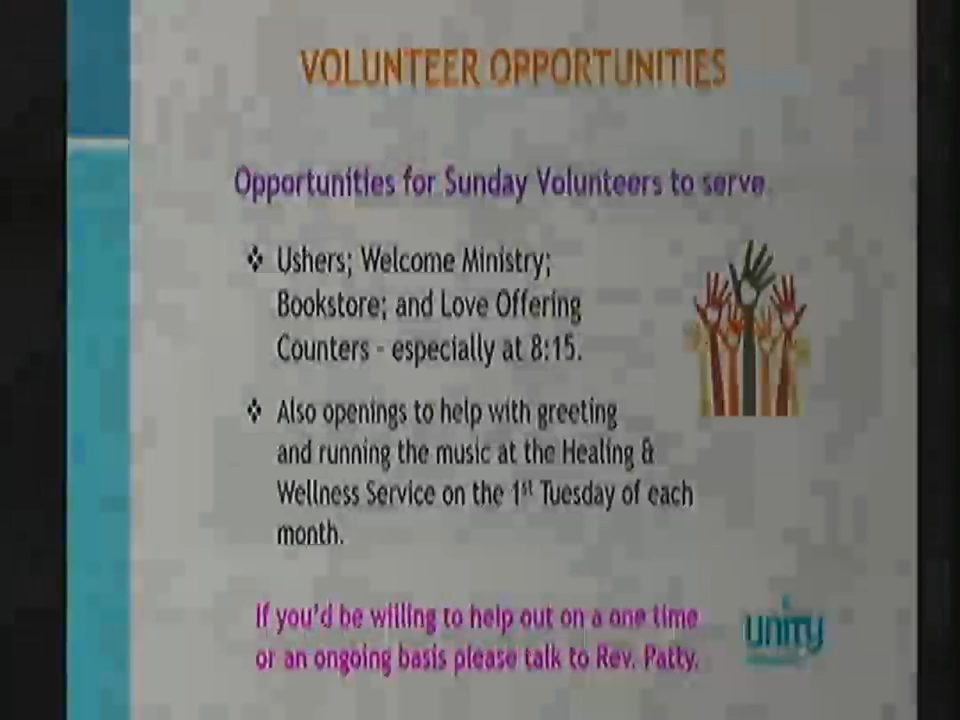 VOLUNTEER OPPORTUNITIES
Opportunities for Sunday Volunteers to serve
❖ Ushers; Welcome Ministry;
Bookstore; and Love Offering
Counters - especially at 8:15.
❖ Also openings to help with greeting
and running the music at the Healing &
Wellness Service on the 1st Tuesday of each
month.
If you'd be willing to help out on a one time
or an ongoing basis please talk to Rev. Patty.
unity